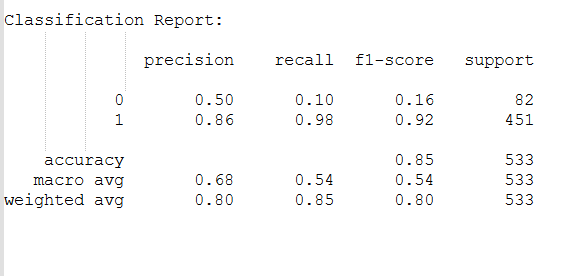 Classification Report:
precision recall f1-score support
0 0.50 0.10 0.16 82
1 0.86 0.98 0.92 451
accuracy 0.85 533
macro avg 0.68 0.54 0.54 533
weighted avg 0.80 0.85 0.80 533